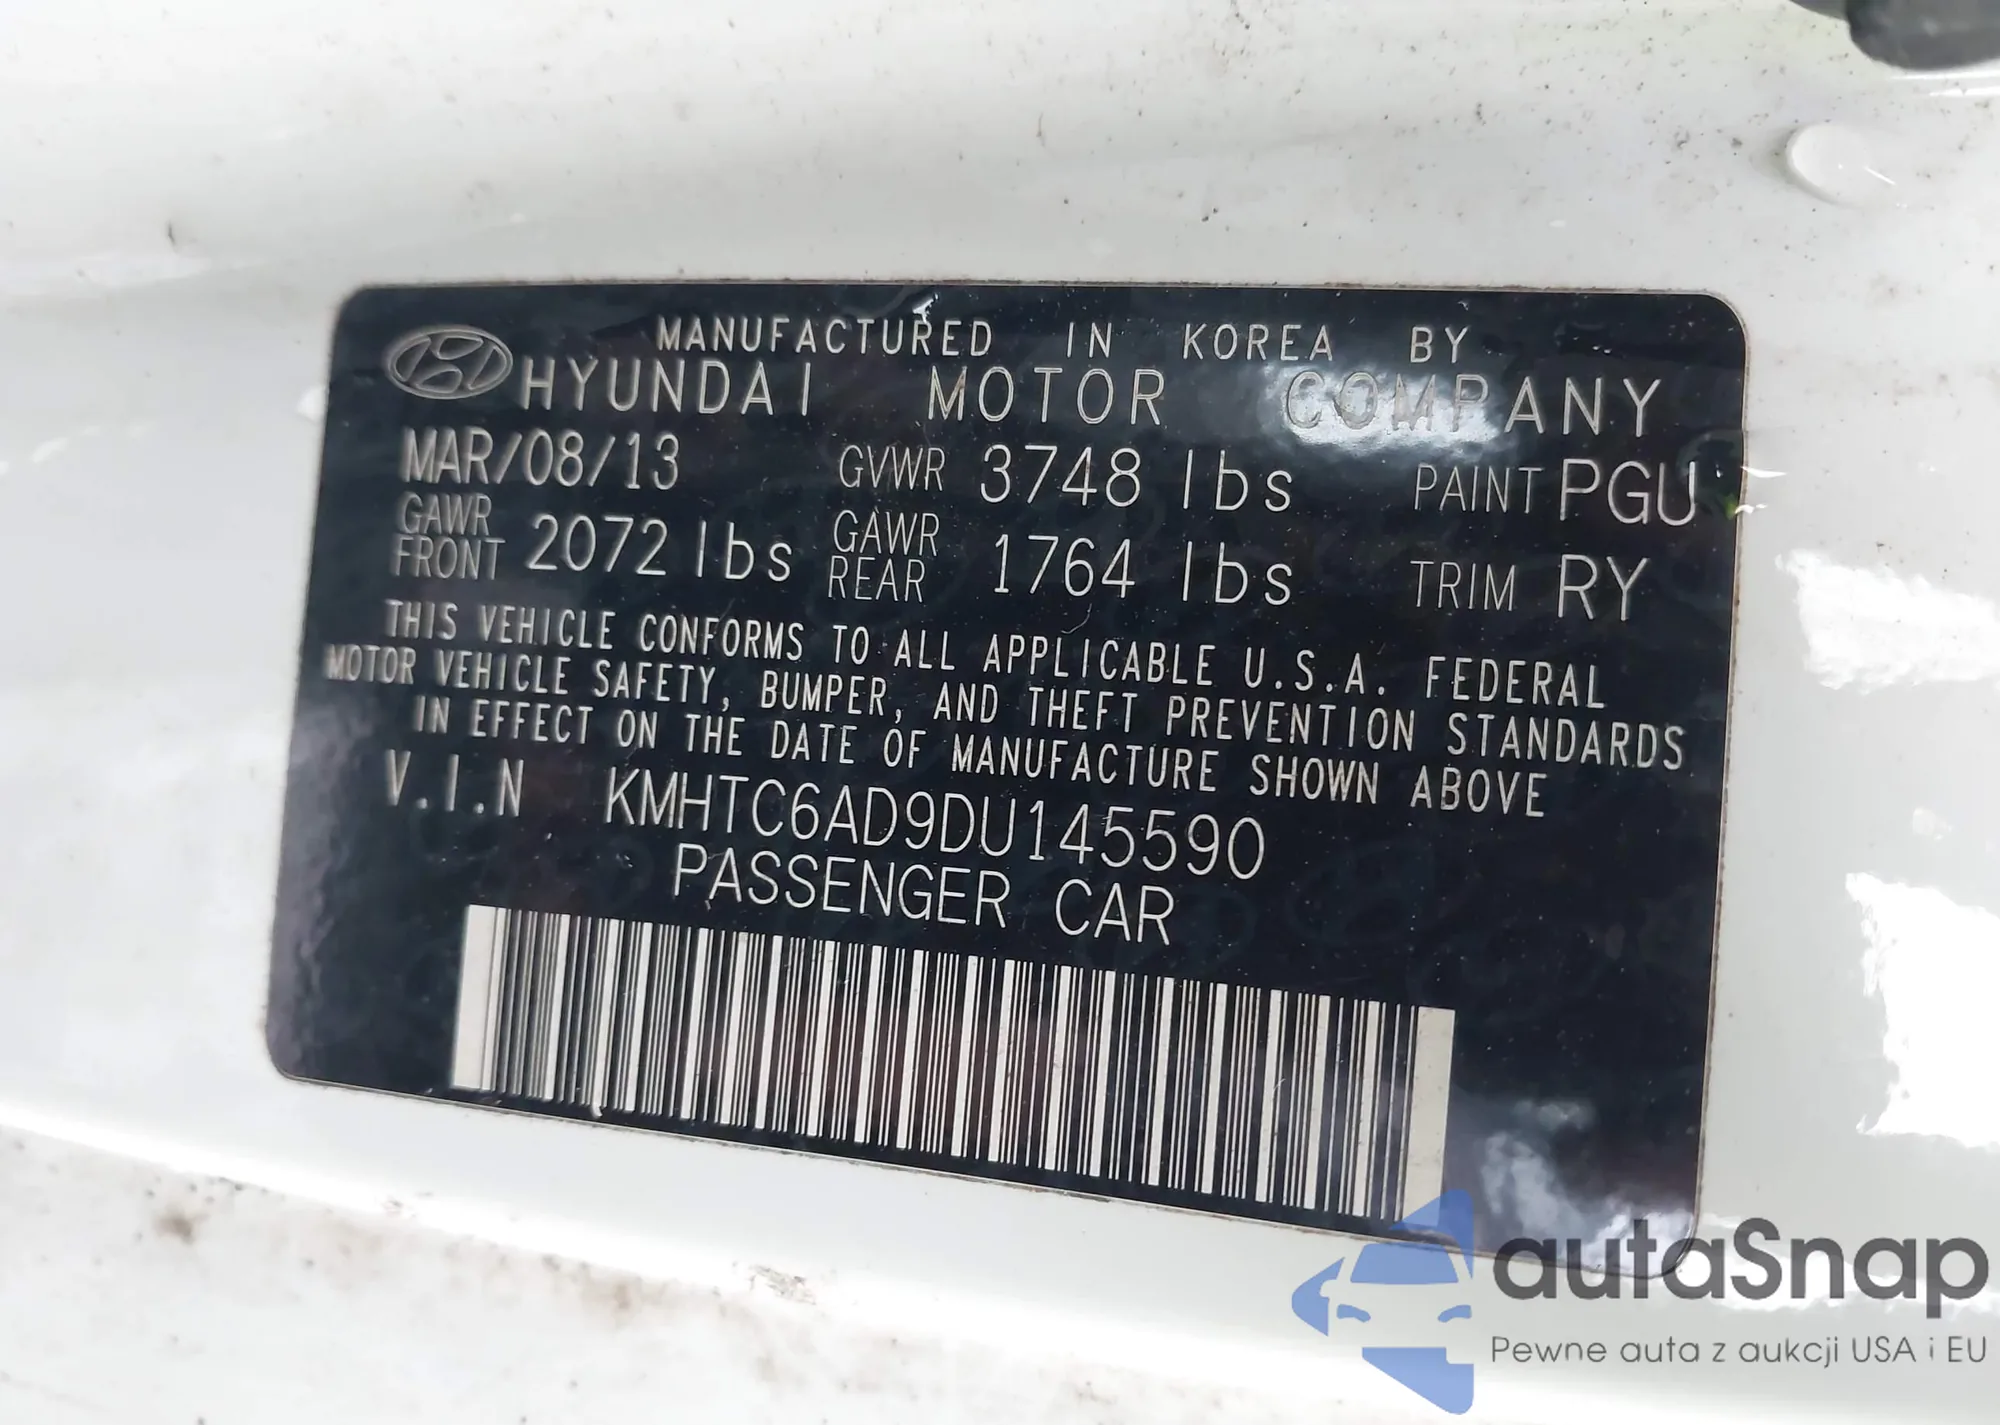 MANUFACTURED IN KOREA BY
HYUNDAI MOTOR COMPANY
MAR/08/13 GVWR 3748 lbs PAINT PGU
GAWR FRONT 2072 lbs GAWR REAR 1764 lbs TRIM RY
THIS VEHICLE CONFORMS TO ALL APPLICABLE U.S.A. FEDERAL
MOTOR VEHICLE SAFETY, BUMPER, AND THEFT PREVENTION STANDARDS
IN EFFECT ON THE DATE OF MANUFACTURE SHOWN ABOVE
V.I.N KMHTC6AD9DU145590
PASSENGER CAR
autaSnap
Pewne auta z aukcji USA i EU